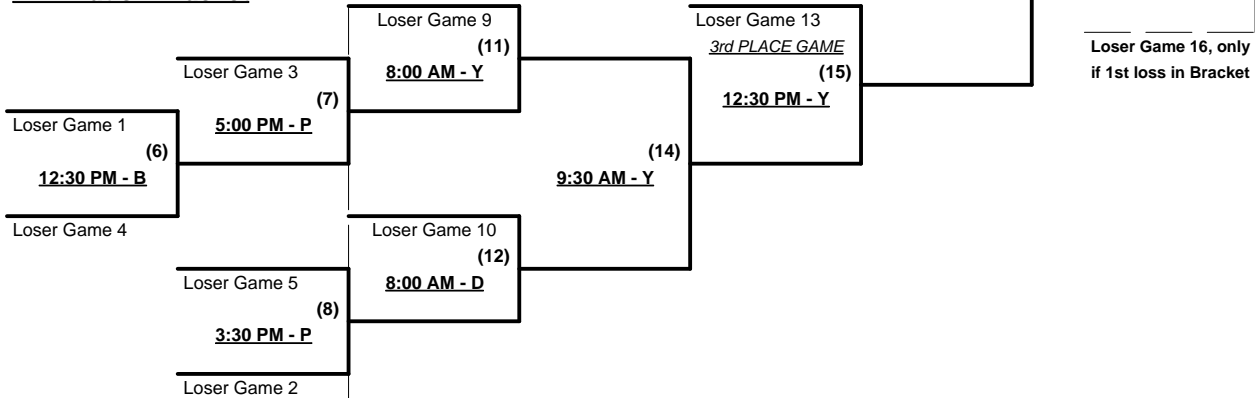 Loser Game 9
(11)
8:00 AM - Y
Loser Game 13
3rd PLACE GAME
(15)
12:30 PM - Y
Loser Game 16, only
if 1st loss in Bracket
Loser Game 3
(7)
5:00 PM - P
Loser Game 1
(6)
12:30 PM - B
Loser Game 4
(14)
9:30 AM - Y
Loser Game 10
(12)
8:00 AM - D
Loser Game 5
(8)
3:30 PM - P
Loser Game 2